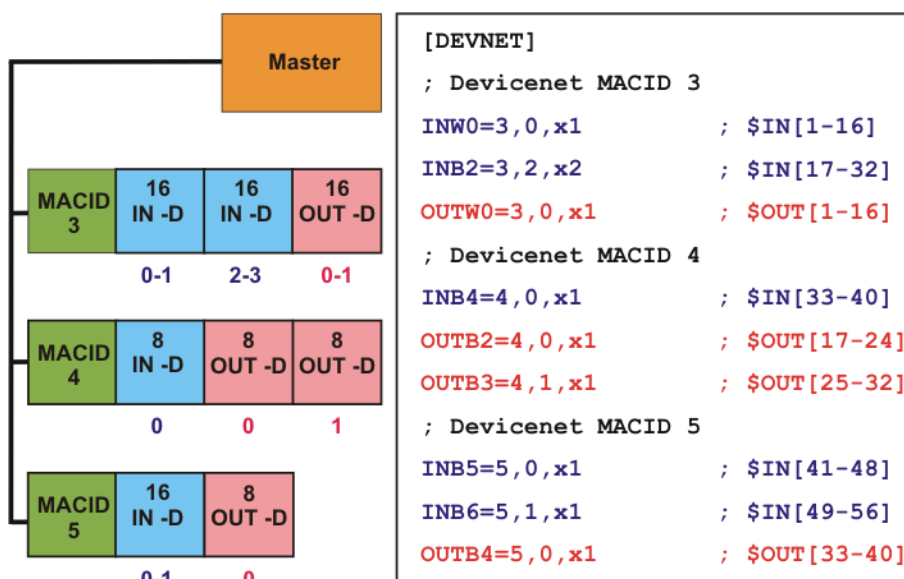 Master
MACID 3
16 IN -D
16 IN -D
16 OUT -D
0-1
2-3
0-1
MACID 4
8 IN -D
8 OUT -D
8 OUT -D
0
0
1
MACID 5
16 IN -D
8 OUT -D
0-1
0
[DEVNET]
; Devicenet MACID 3
INW0=3,0,x1 ; $IN[1-16]
INB2=3,2,x2 ; $IN[17-32]
OUTW0=3,0,x1 ; $OUT[1-16]
; Devicenet MACID 4
INB4=4,0,x1 ; $IN[33-40]
OUTB2=4,0,x1 ; $OUT[17-24]
OUTB3=4,1,x1 ; $OUT[25-32]
; Devicenet MACID 5
INB5=5,0,x1 ; $IN[41-48]
INB6=5,1,x1 ; $IN[49-56]
OUTB4=5,0,x1 ; $OUT[33-40]